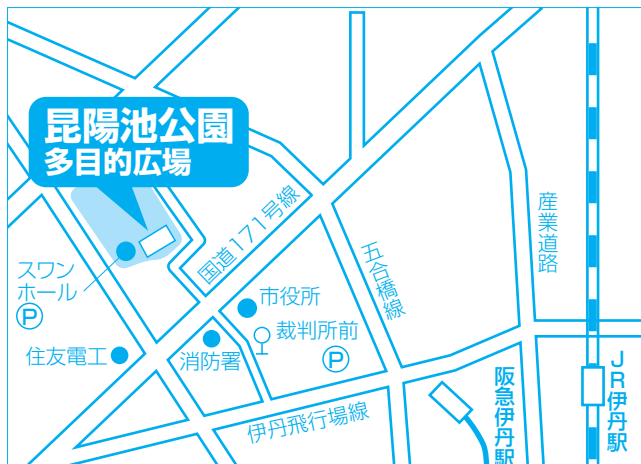 昆陽池公園
多目的広場
スワン
ホール
P
国道171号線
五合橋線
産業道路
市役所
裁判所前
P
消防署
住友電工
伊丹飛行場線
阪急伊丹駅
JR伊丹駅